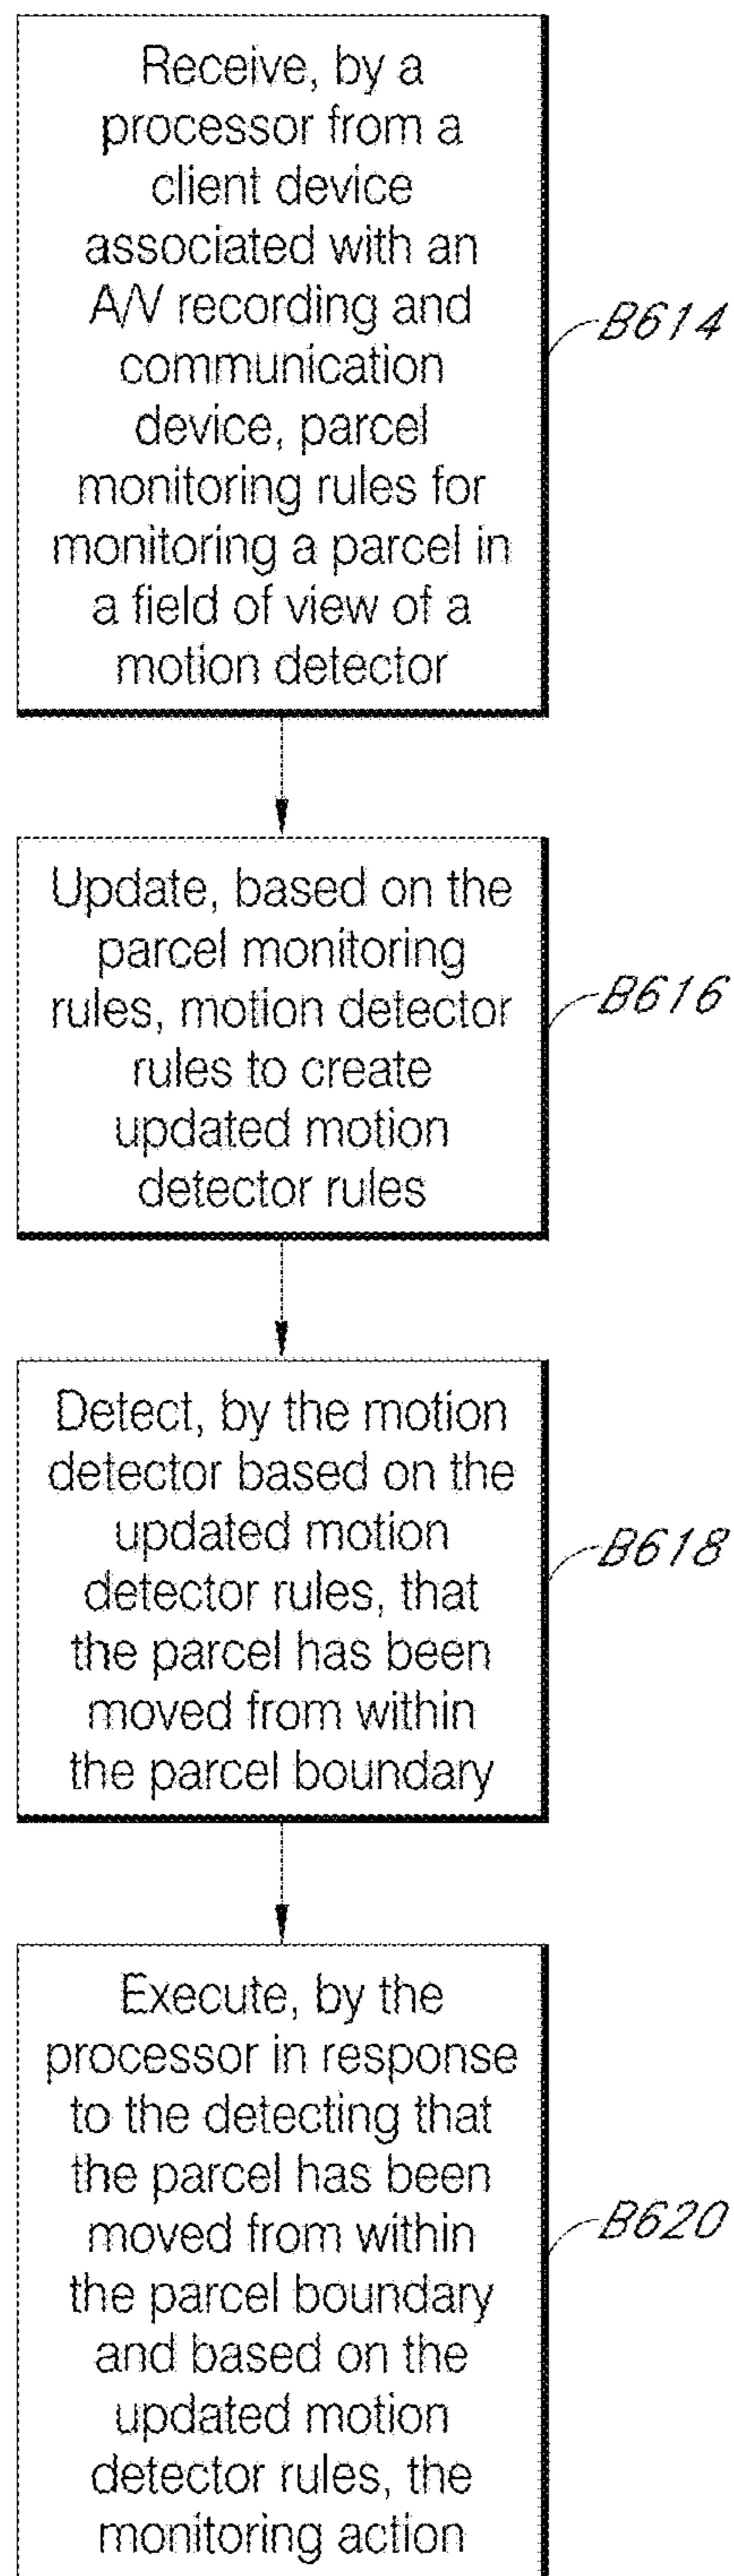 Receive, by a
processor from a
client device
associated with an
A/V recording and
communication
device, parcel
monitoring rules for
monitoring a parcel in
a field of view of a
motion detector
B614
Update, based on the
parcel monitoring
rules, motion detector
rules to create
updated motion
detector rules
B616
Detect, by the motion
detector based on the
updated motion
detector rules, that
the parcel has been
moved from within
the parcel boundary
B618
Execute, by the
processor in response
to the detecting that
the parcel has been
moved from within
the parcel boundary
and based on the
updated motion
detector rules, the
monitoring action
B620